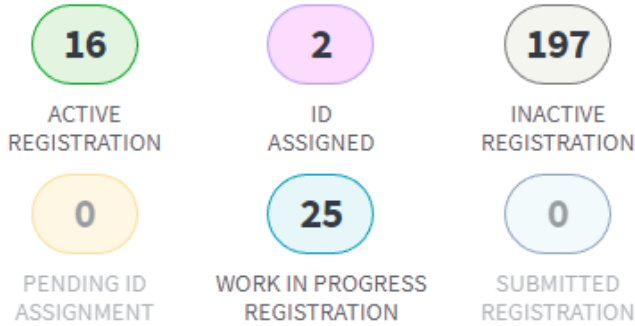 16
2
197
ACTIVE
REGISTRATION
ID
ASSIGNED
INACTIVE
REGISTRATION
0
25
0
PENDING ID
ASSIGNMENT
WORK IN PROGRESS
REGISTRATION
SUBMITTED
REGISTRATION